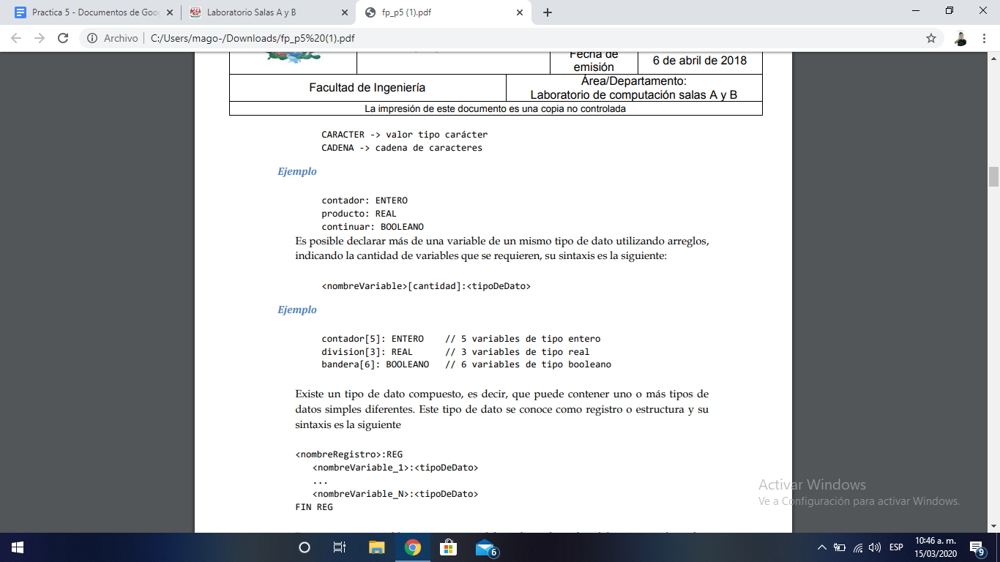 Practica 5 - Documentos de Goo
Laboratorio Salas A y B
fp_p5 (1).pdf
Archivo
C:/Users/mago-/Downloads/fp_p5%20(1).pdf
Fecha de
emisión
6 de abril de 2018
Facultad de Ingeniería
Área/Departamento:
Laboratorio de computación salas A y B
La impresión de este documento es una copia no controlada
CARACTER -> valor tipo carácter
CADENA -> cadena de caracteres
Ejemplo
contador: ENTERO
producto: REAL
continuar: BOOLEANO
Es posible declarar más de una variable de un mismo tipo de dato utilizando arreglos,
indicando la cantidad de variables que se requieren, su sintaxis es la siguiente:
<nombreVariable>[cantidad]:<tipoDeDato>
Ejemplo
contador[5]: ENTERO // 5 variables de tipo entero
division[3]: REAL // 3 variables de tipo real
bandera[6]: BOOLEANO // 6 variables de tipo booleano
Existe un tipo de dato compuesto, es decir, que puede contener uno o más tipos de
datos simples diferentes. Este tipo de dato se conoce como registro o estructura y su
sintaxis es la siguiente
<nombreRegistro>:REG
<nombreVariable_1>:<tipoDeDato>
...
<nombreVariable_N>:<tipoDeDato>
FIN REG
Activar Windows
Ve a Configuración para activar Windows.
6
ESP
10:46 a. m.
15/03/2020
9